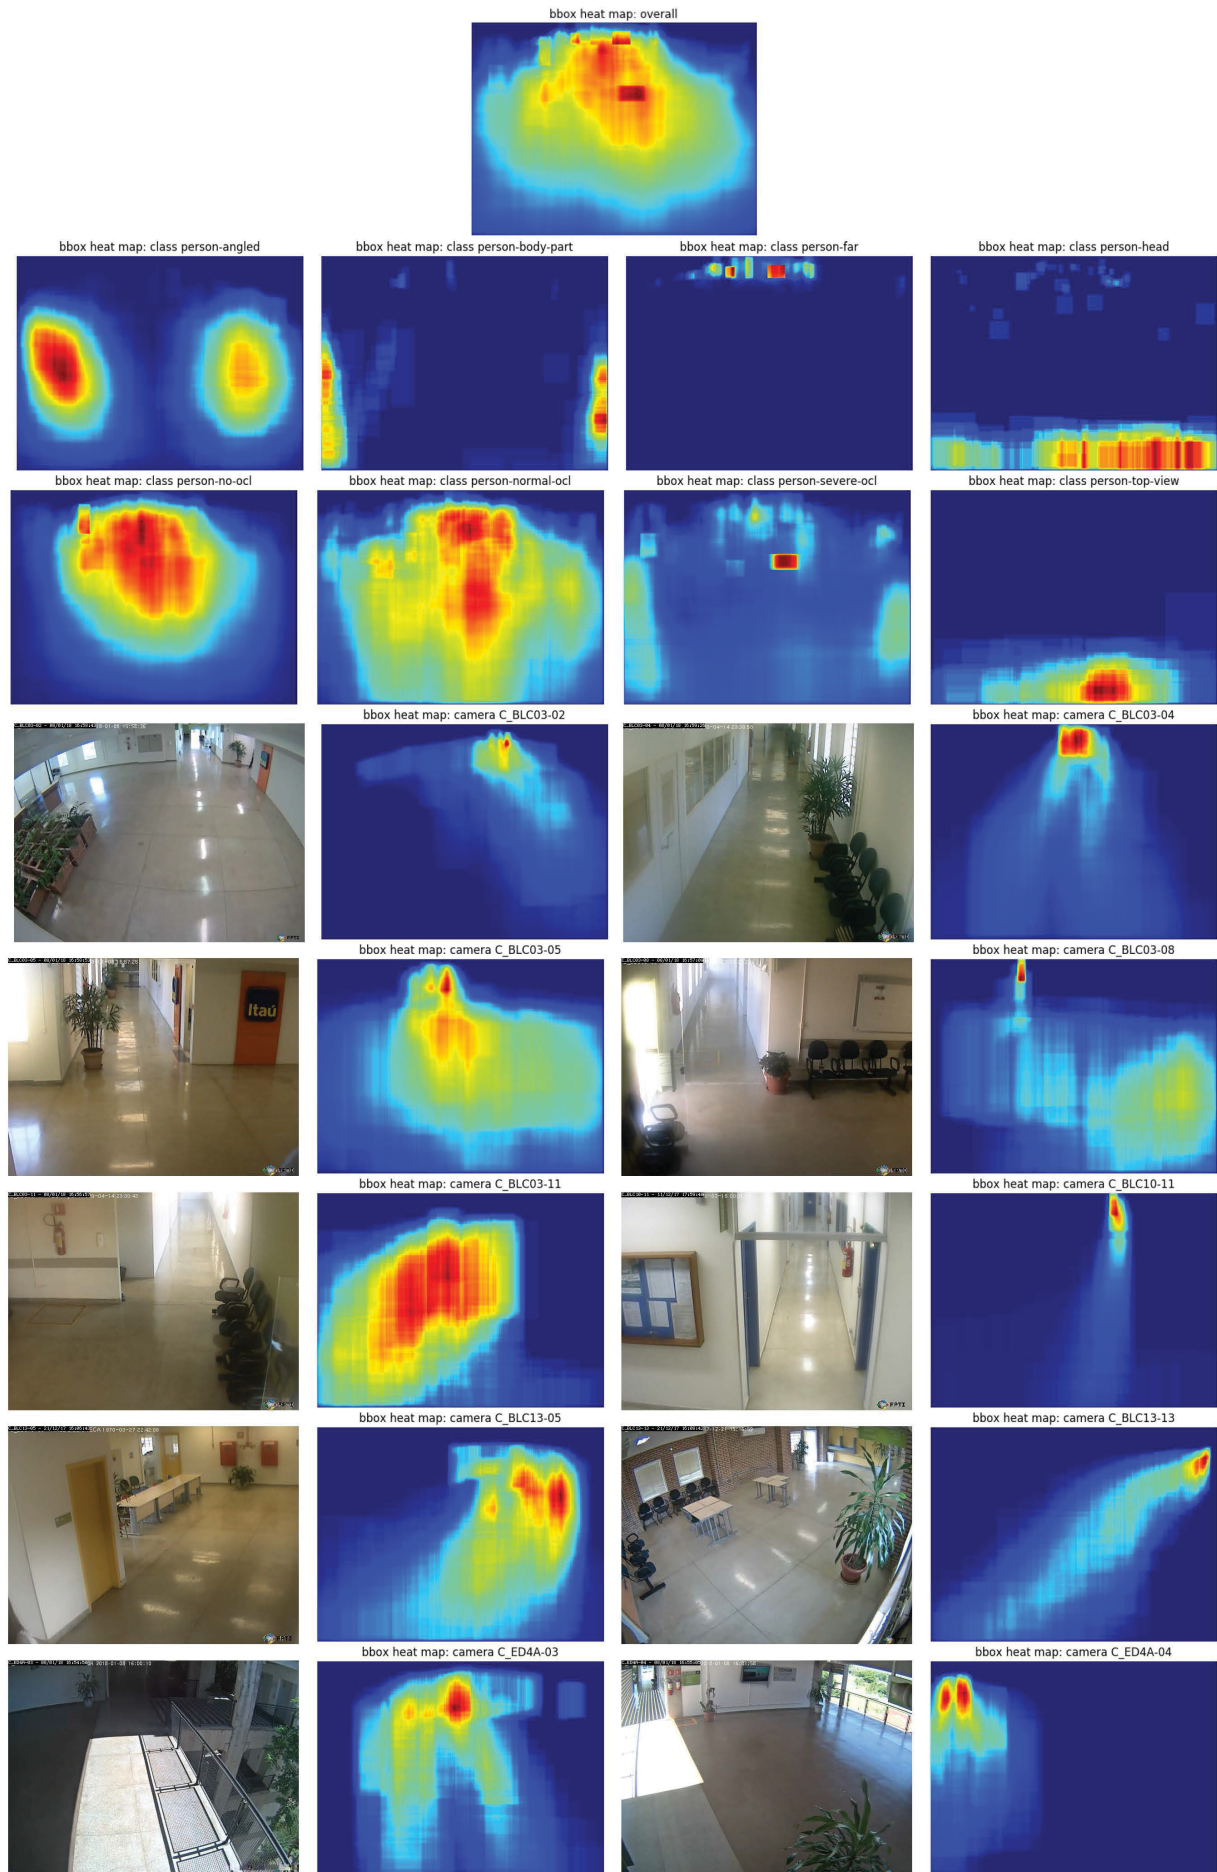 bbox heat map: overall
bbox heat map: class person-angled
bbox heat map: class person-body-part
bbox heat map: class person-far
bbox heat map: class person-head
bbox heat map: class person-no-ocl
bbox heat map: class person-normal-ocl
bbox heat map: class person-severe-ocl
bbox heat map: class person-top-view
bbox heat map: camera C_BLC03-02
bbox heat map: camera C_BLC03-04
bbox heat map: camera C_BLC03-05
bbox heat map: camera C_BLC03-08
Itaú
bbox heat map: camera C_BLC03-11
bbox heat map: camera C_BLC10-11
FPTI
bbox heat map: camera C_BLC13-05
bbox heat map: camera C_BLC13-13
bbox heat map: camera C_ED4A-03
bbox heat map: camera C_ED4A-04